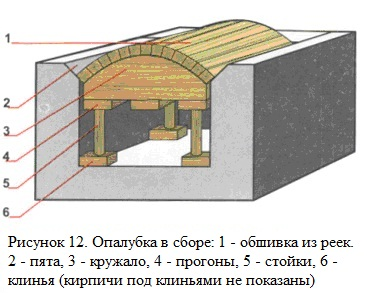 1
2
3
4
5
6
Рисунок 12. Опалубка в сборе: 1 - обшивка из реек.
2 - пята, 3 - кружало, 4 - прогоны, 5 - стойки, 6 -
клинья (кирпичи под клиньями не показаны)